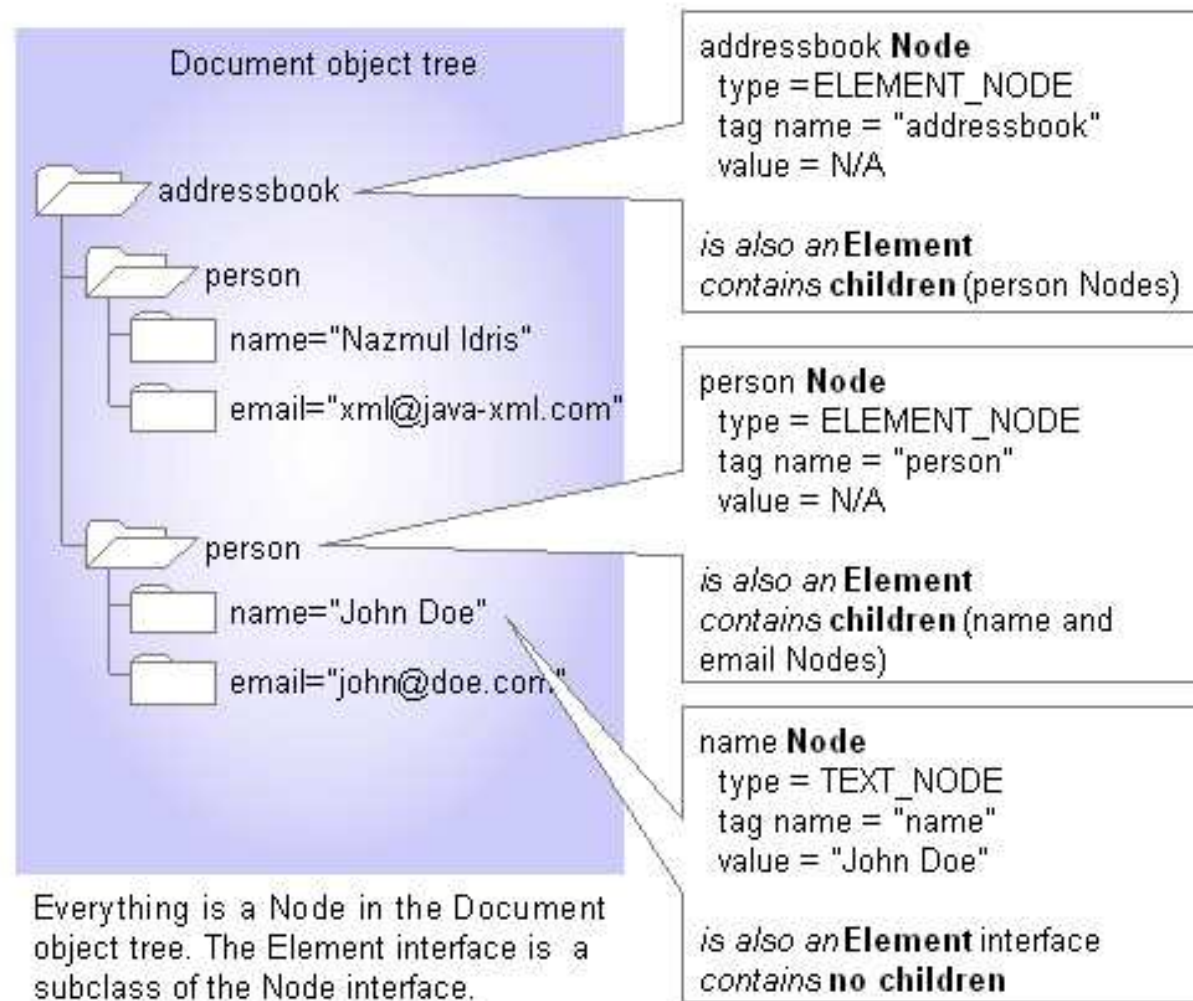 Document object tree
addressbook
person
name="Nazmul Idris"
email="xml@java-xml.com"
person
name="John Doe"
email="john@doe.com"
Everything is a Node in the Document
object tree. The Element interface is a
subclass of the Node interface.
addressbook Node
type =ELEMENT_NODE
tag name = "addressbook"
value = N/A
is also an Element
contains children (person Nodes)
person Node
type = ELEMENT_NODE
tag name = "person"
value = N/A
is also an Element
contains children (name and
email Nodes)
name Node
type = TEXT_NODE
tag name = "name"
value = "John Doe"
is also an Element interface
contains no children